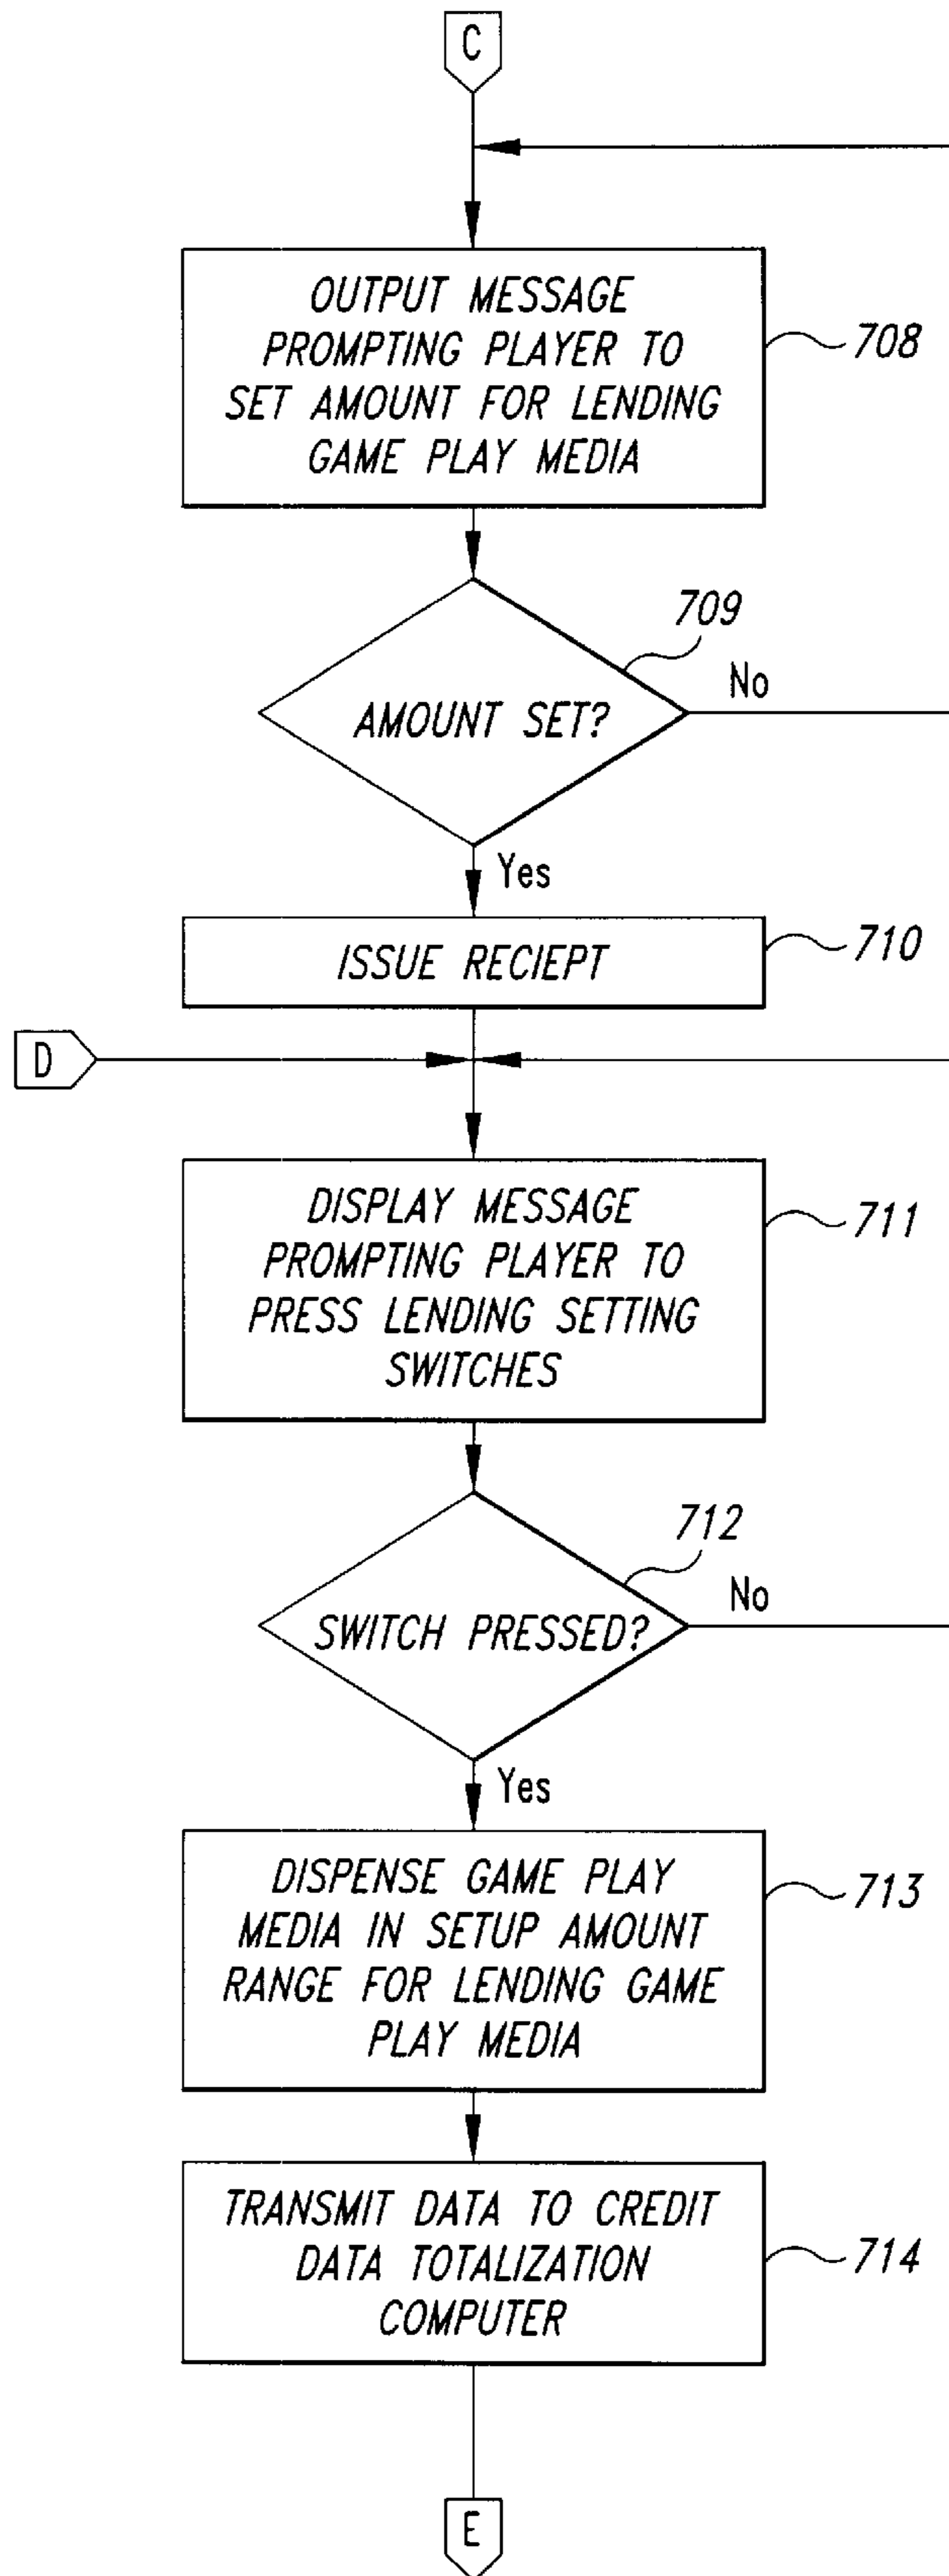 C
OUTPUT MESSAGE
PROMPTING PLAYER TO
SET AMOUNT FOR LENDING
GAME PLAY MEDIA
708
709
AMOUNT SET?
No
Yes
ISSUE RECIEPT
710
D
DISPLAY MESSAGE
PROMPTING PLAYER TO
PRESS LENDING SETTING
SWITCHES
711
712
SWITCH PRESSED?
No
Yes
DISPENSE GAME PLAY
MEDIA IN SETUP AMOUNT
RANGE FOR LENDING GAME
PLAY MEDIA
713
TRANSMIT DATA TO CREDIT
DATA TOTALIZATION
COMPUTER
714
E